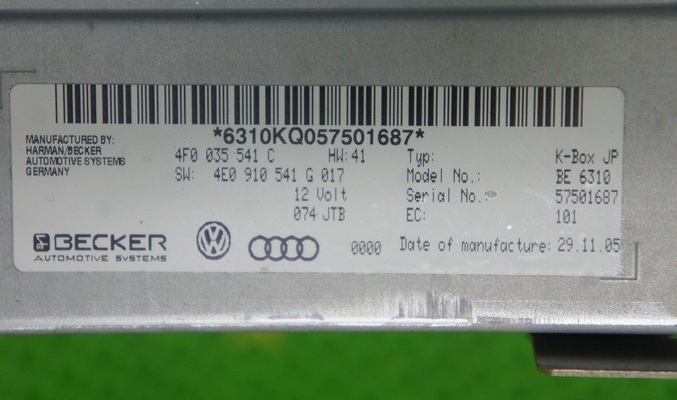 *6310KQ057501687*
MANUFACTURED BY:
HARMAN/BECKER
AUTOMOTIVE SYSTEMS
GERMANY
4F0 035 541 C HW: 41
SW: 4E0 910 541 G 017
12 Volt
074 JTB
Typ: K-Box JP
Model No.: BE 6310
Serial No.: 57501687
EC: 101
BECKER
AUTOMOTIVE SYSTEMS
VW
0000 Date of manufacture: 29.11.05